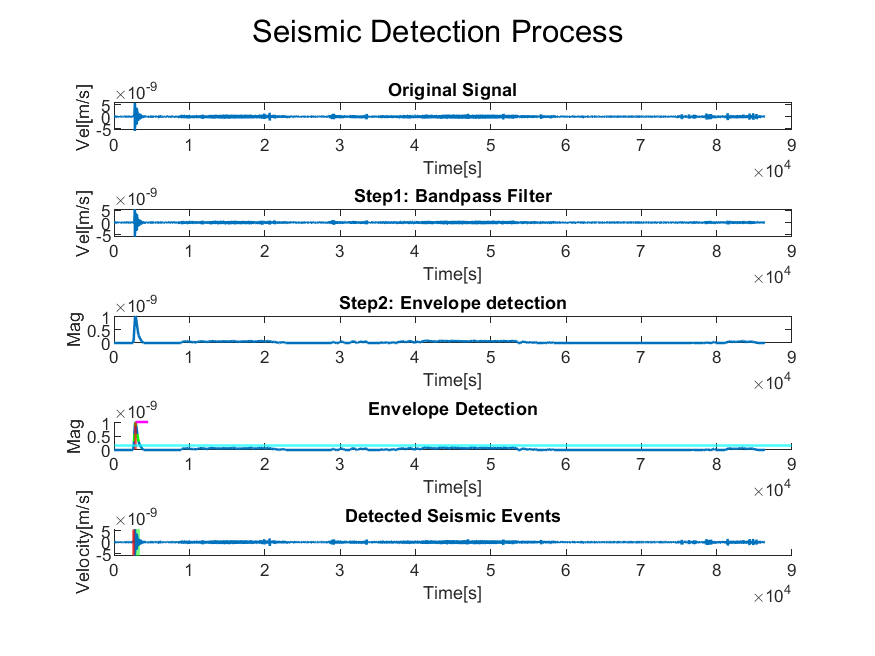 Seismic Detection Process
×10-9
Original Signal
Vel[m/s]
5
0
-5
0 1 2 3 4 5 6 7 8 9
Time[s]
×104
×10-9
Step1: Bandpass Filter
Vel[m/s]
5
0
-5
0 1 2 3 4 5 6 7 8 9
Time[s]
×104
×10-9
Step2: Envelope detection
Mag
1
0.5
0
0 1 2 3 4 5 6 7 8 9
Time[s]
×104
×10-9
Envelope Detection
Mag
1
0.5
0
0 1 2 3 4 5 6 7 8 9
Time[s]
×104
×10-9
Detected Seismic Events
Velocity[m/s]
5
0
-5
0 1 2 3 4 5 6 7 8 9
Time[s]
×104